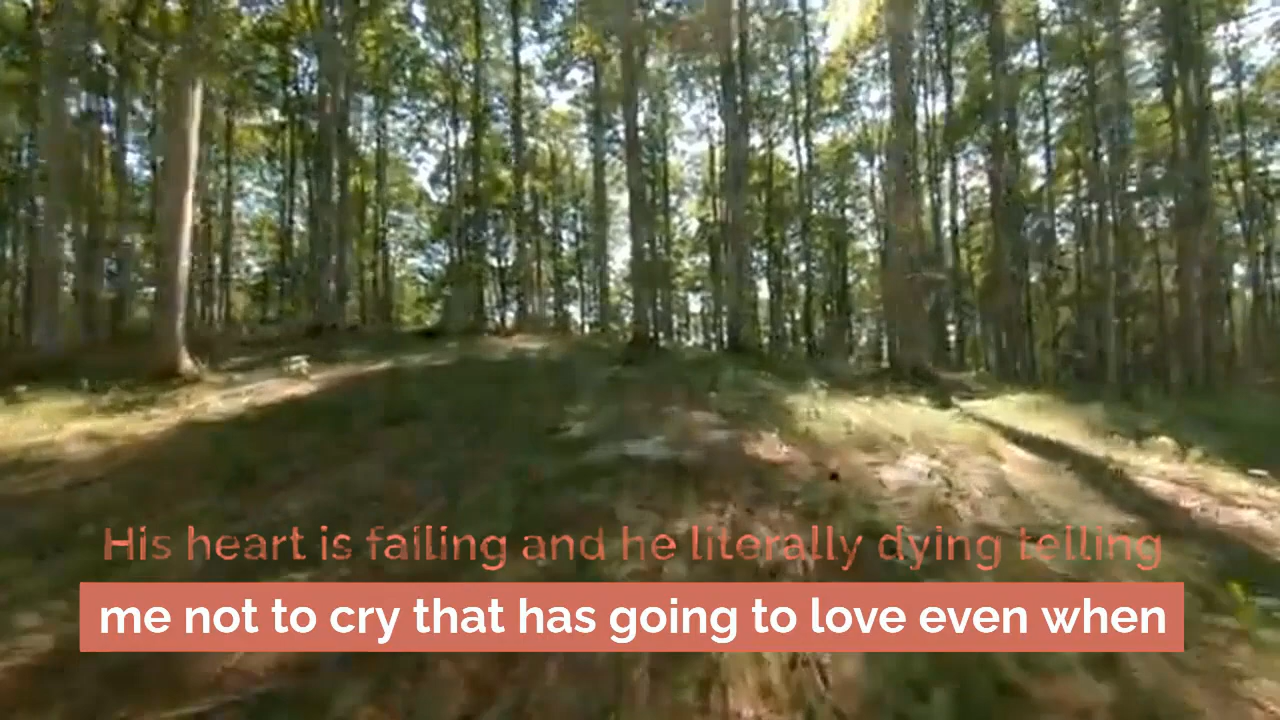 His heart is failing and he literally dying telling
me not to cry that has going to love even when